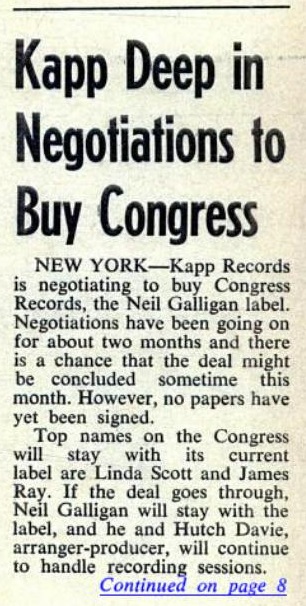 Kapp Deep in
Negotiations to
Buy Congress
NEW YORK—Kapp Records
is negotiating to buy Congress
Records, the Neil Galligan label.
Negotiations have been going on
for about two months and there
is a chance that the deal might
be concluded sometime this
month. However, no papers have
yet been signed.
Top names on the Congress
will stay with its current
label are Linda Scott and James
Ray. If the deal goes through,
Neil Galligan will stay with the
label, and he and Hutch Davie,
arranger-producer, will continue
to handle recording sessions.
Continued on page 8